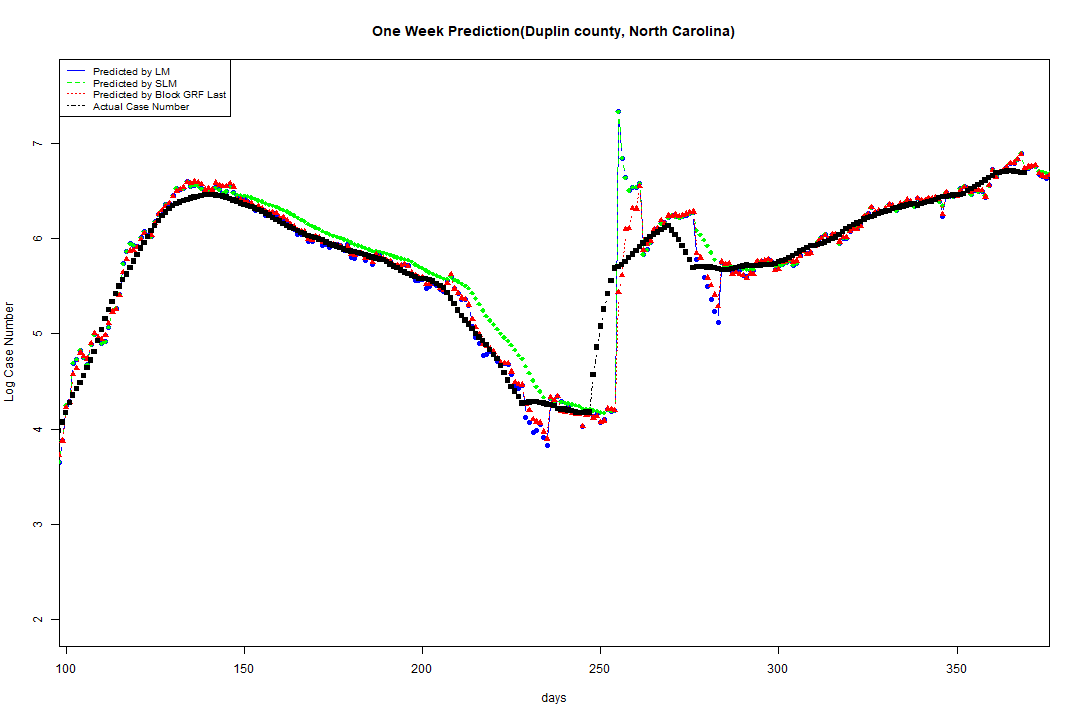 One Week Prediction(Duplin county, North Carolina)
Predicted by LM
Predicted by SLM
Predicted by Block GRF Last
Actual Case Number
7
6
5
4
3
2
Log Case Number
100 150 200 250 300 350
days